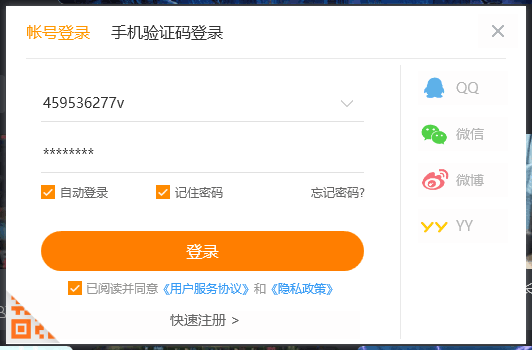 帐号登录 手机验证码登录
459536277v
********
自动登录 记住密码 忘记密码?
登录
已阅读并同意《用户服务协议》和《隐私政策》
快速注册 >
QQ
微信
微博
YY